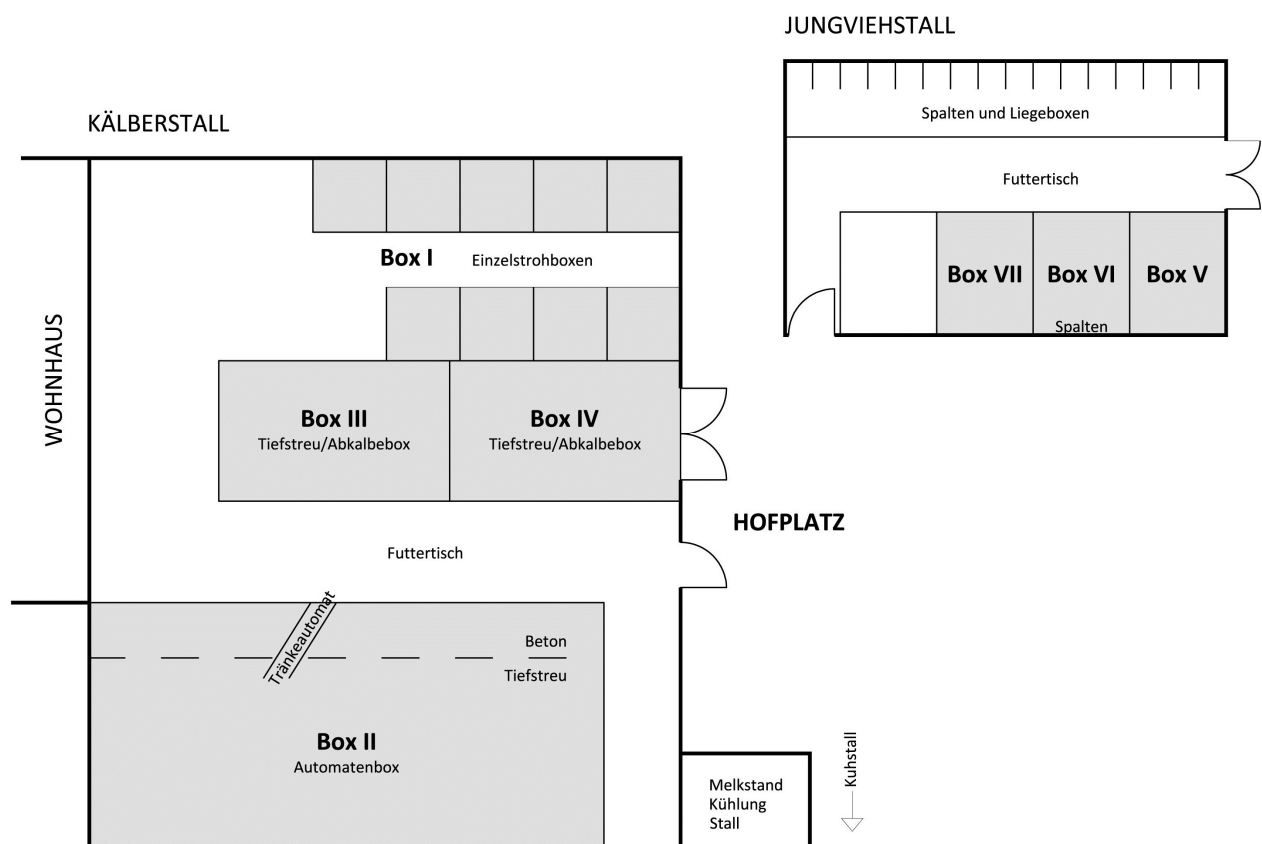 JUNGVIEHSTALL
Spalten und Liegeboxen
Futtertisch
Box VII
Box VI
Box V
Spalten
KÄLBERSTALL
Box I
Einzelstrohboxen
WOHNHAUS
Box III
Tiefstreu/Abkalbebox
Box IV
Tiefstreu/Abkalbebox
HOFPLATZ
Futtertisch
Tränkeautomat
Beton
Tiefstreu
Box II
Automatenbox
Melkstand
Kühlung
Stall
Kuhstall